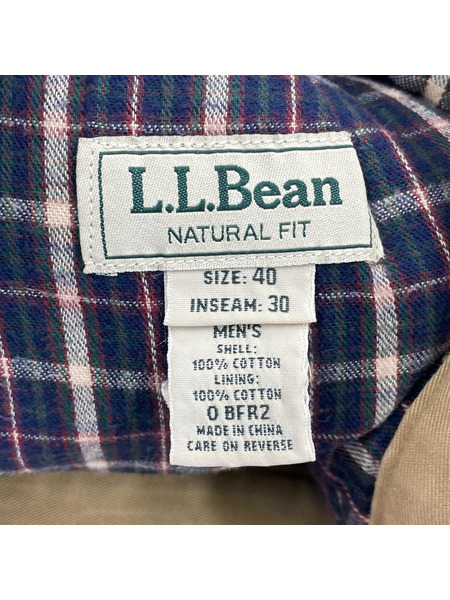 L.L.Bean
NATURAL FIT
SIZE: 40
INSEAM: 30
MEN'S
SHELL:
100% COTTON
LINING:
100% COTTON
0 BFR2
MADE IN CHINA
CARE ON REVERSE